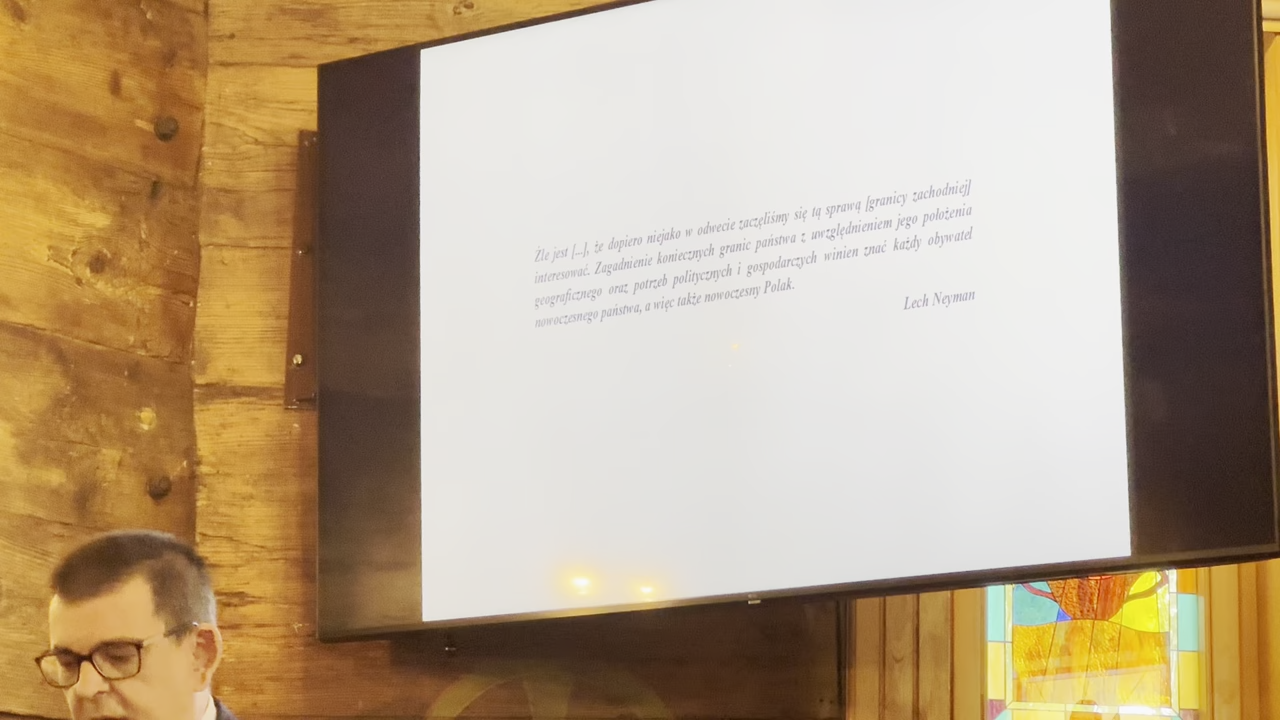 Źle jest [...], że dopiero niejako w odwecie zaczęliśmy się tą sprawą [granicy zachodniej]
interesować. Zagadnienie koniecznych granic państwa z uwzględnieniem jego położenia
geograficznego oraz potrzeb politycznych i gospodarczych winien znać każdy obywatel
nowoczesnego państwa, a więc także nowoczesny Polak.
Lech Neyman